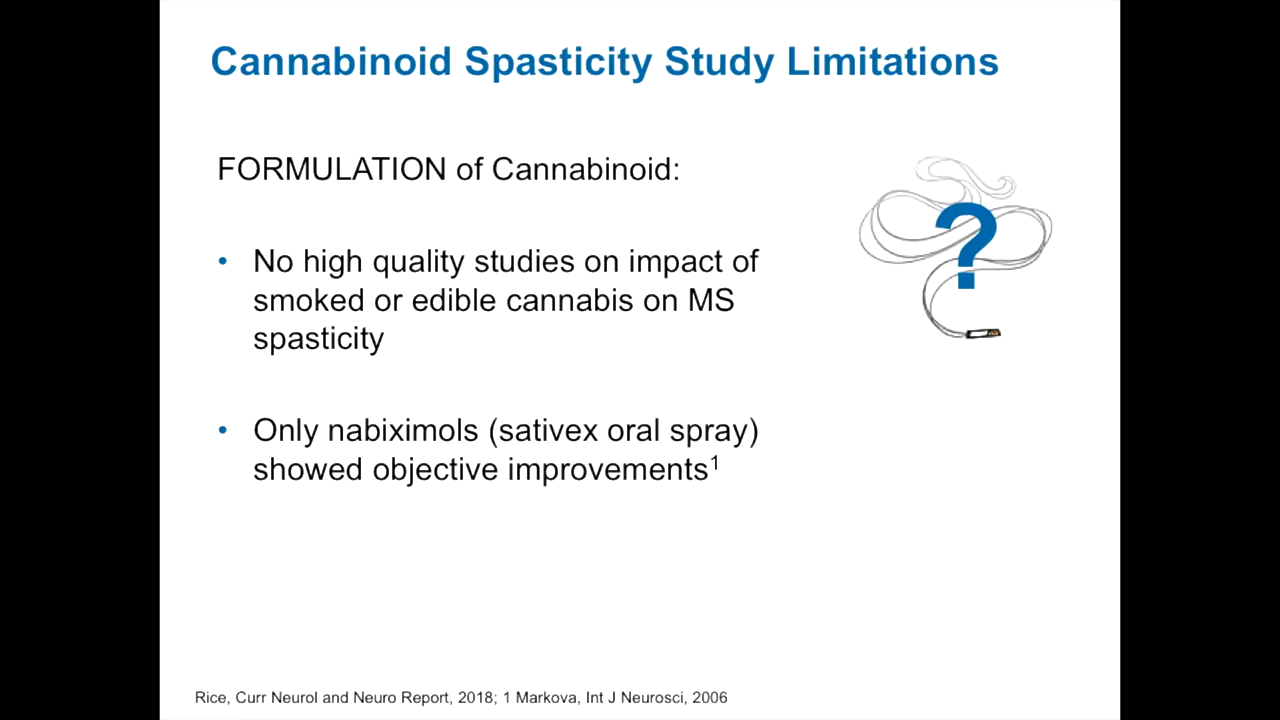 Cannabinoid Spasticity Study Limitations
FORMULATION of Cannabinoid:
• No high quality studies on impact of
smoked or edible cannabis on MS
spasticity
?
• Only nabiximols (sativex oral spray)
showed objective improvements¹
Rice, Curr Neurol and Neuro Report, 2018; 1 Markova, Int J Neurosci, 2006